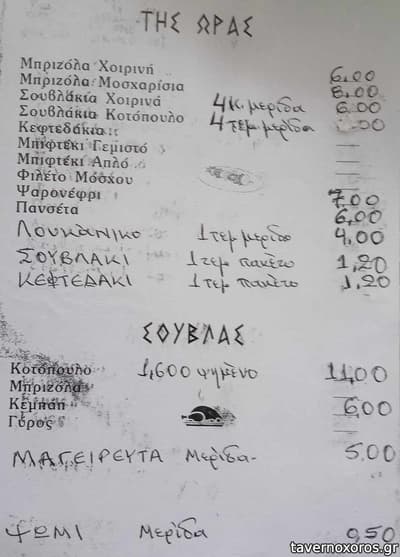 ΤΗΣ ΩΡΑΣ
Μπριζόλα Χοιρινή 6,00
Μπριζόλα Μοσχαρίσια 8,00
Σουβλάκια Χοιρινά 4κ μερίδα 6,00
Σουβλάκια Κοτόπουλο 4τεμ μερίδα ,00
Κεφτεδάκια
Μπιφτέκι Γεμιστό —
Μπιφτέκι Απλό —
Φιλέτο Μόσχου —
Ψαρονέφρι 7,00
Πανσέτα 6,00
ΛΟΥΚΑΝΙΚΟ 1τεμ μερίδα 4,00
ΣΟΥΒΛΑΚΙ 1τεμ πακέτο 1,20
ΚΕΦΤΕΔΑΚΙ 1τεμ πακέτο 1,20
ΣΟΥΒΛΑΣ
Κοτόπουλο 1,600 ψημένο 11,00
Μπριζόλα —
Κεμπάπ 6,00
Γύρος —
ΜΑΓΕΙΡΕΥΤΑ Μερίδα- 5,00
ΨΩΜΙ Μερίδα 0,50
tavernoxoros.gr